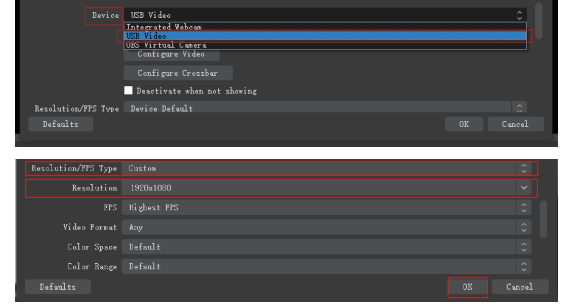 Device USB Video
Integrated Webcam
USB Video
OBS Virtual Camera
Configure Video
Configure Crossbar
Deactivate when not showing
Resolution/FPS Type Device Default
Defaults OK Cancel
Resolution/FPS Type Custom
Resolution 1920x1080
FPS Highest FPS
Video Format Any
Color Space Default
Color Range Default
Defaults OK Cancel